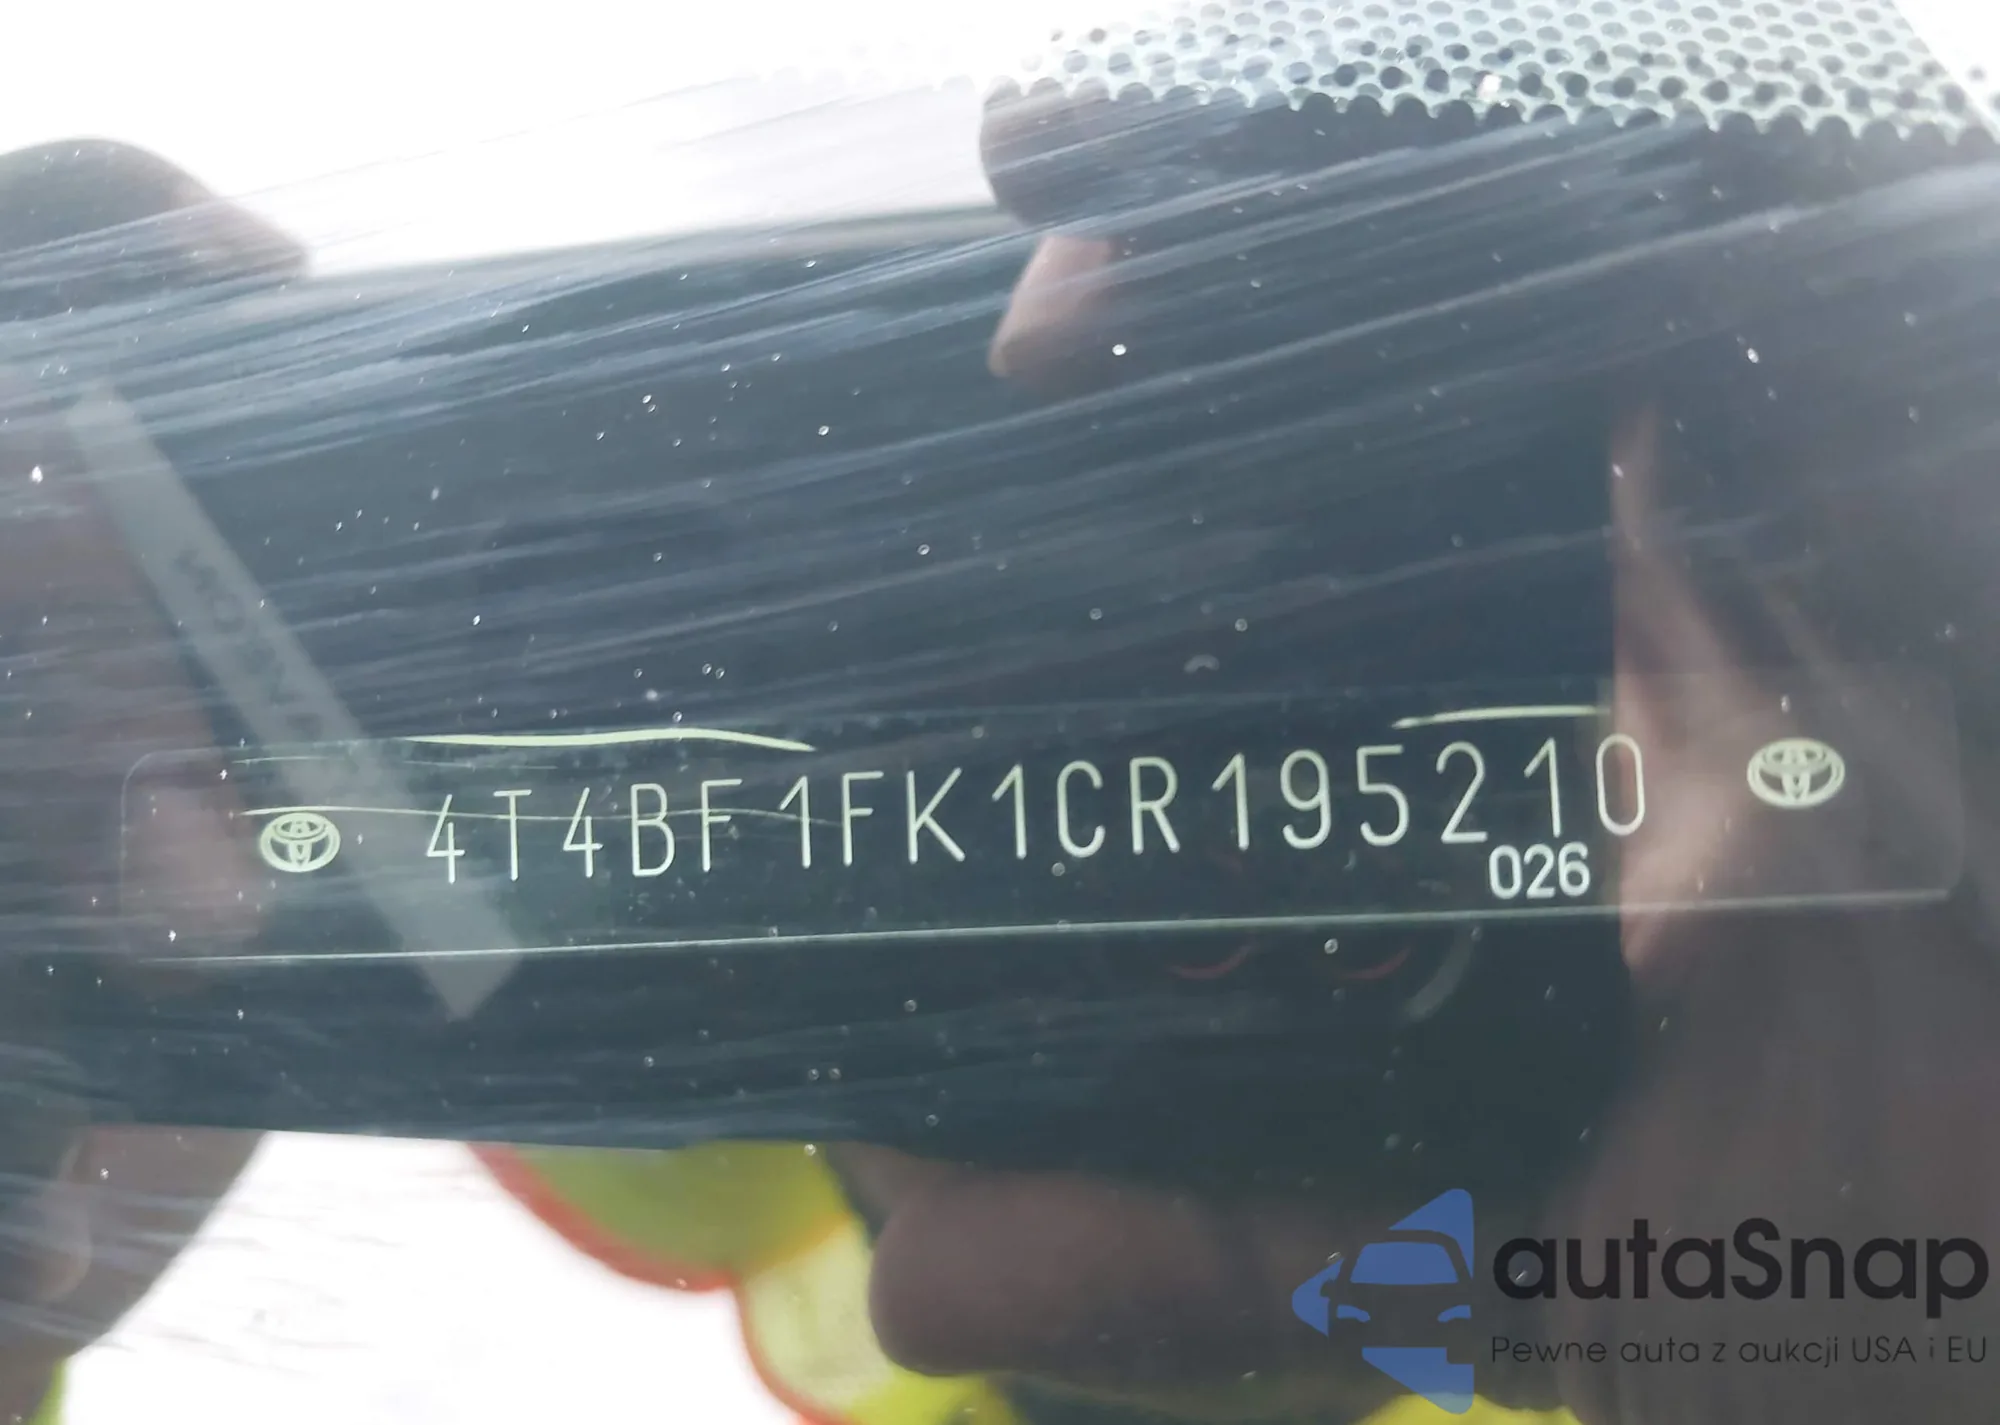 4T4BF1FK1CR195210
026
autaSnap
Pewne auta z aukcji USA i EU